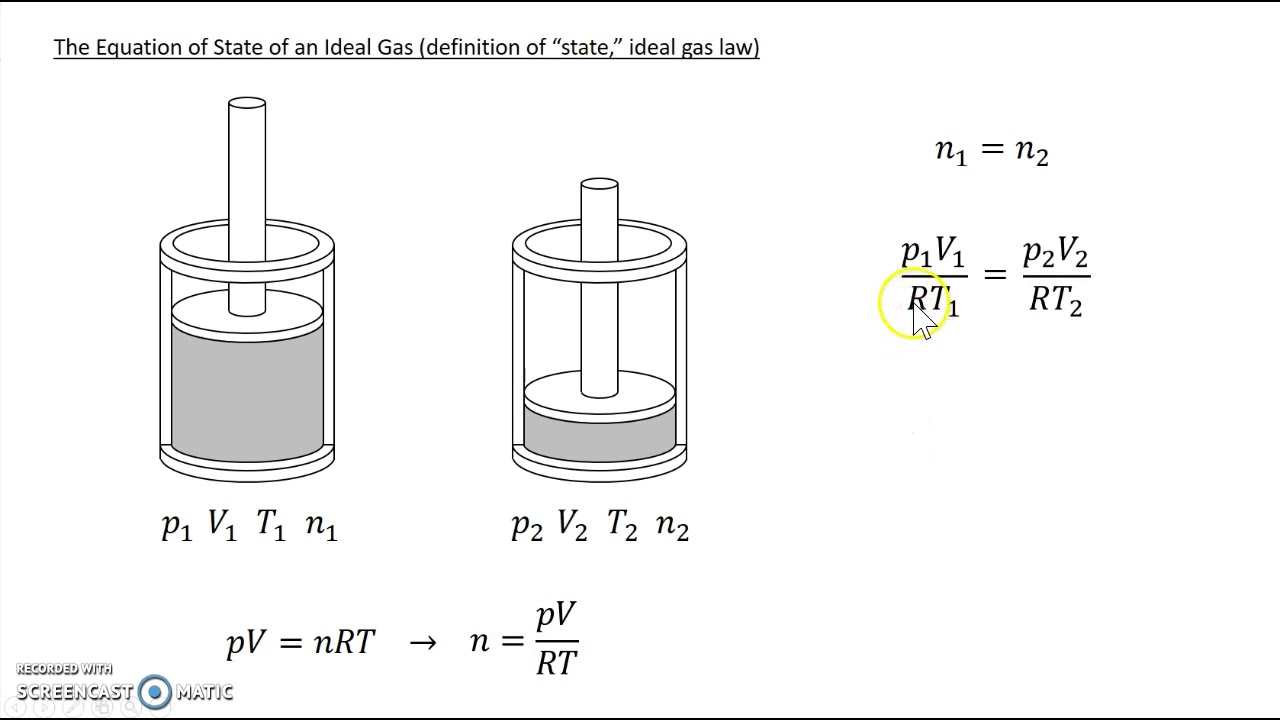 The Equation of State of an Ideal Gas (definition of “state,” ideal gas law)
n₁ = n₂
p₁V₁/RT₁ = p₂V₂/RT₂
p₁ V₁ T₁ n₁
p₂ V₂ T₂ n₂
pV = nRT → n = pV/RT
RECORDED WITH
SCREENCAST MATIC